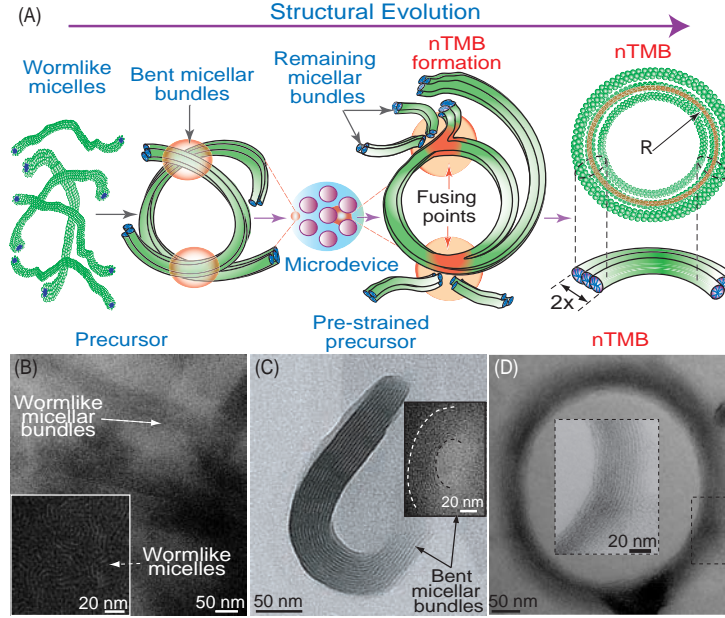 (A)
Structural Evolution
Wormlike
micelles
Bent micellar
bundles
Remaining
micellar
bundles
nTMB
formation
nTMB
R
Fusing
points
Microdevice
2x
Precursor
Pre-strained
precursor
nTMB
(B)
Wormlike
micellar
bundles
Wormlike
micelles
20 nm
50 nm
(C)
20 nm
Bent
micellar
bundles
50 nm
(D)
20 nm
50 nm